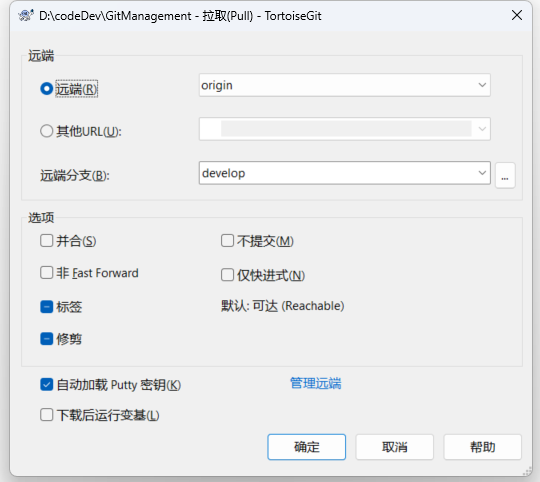 D:\codeDev\GitManagement - 拉取(Pull) - TortoiseGit
远端
远端(R)
origin
其他URL(U):
远端分支(B):
develop
...
选项
并合(S)
不提交(M)
非 Fast Forward
仅快进式(N)
标签
默认: 可达 (Reachable)
修剪
自动加载 Putty 密钥(K)
管理远端
下载后运行变基(L)
确定
取消
帮助